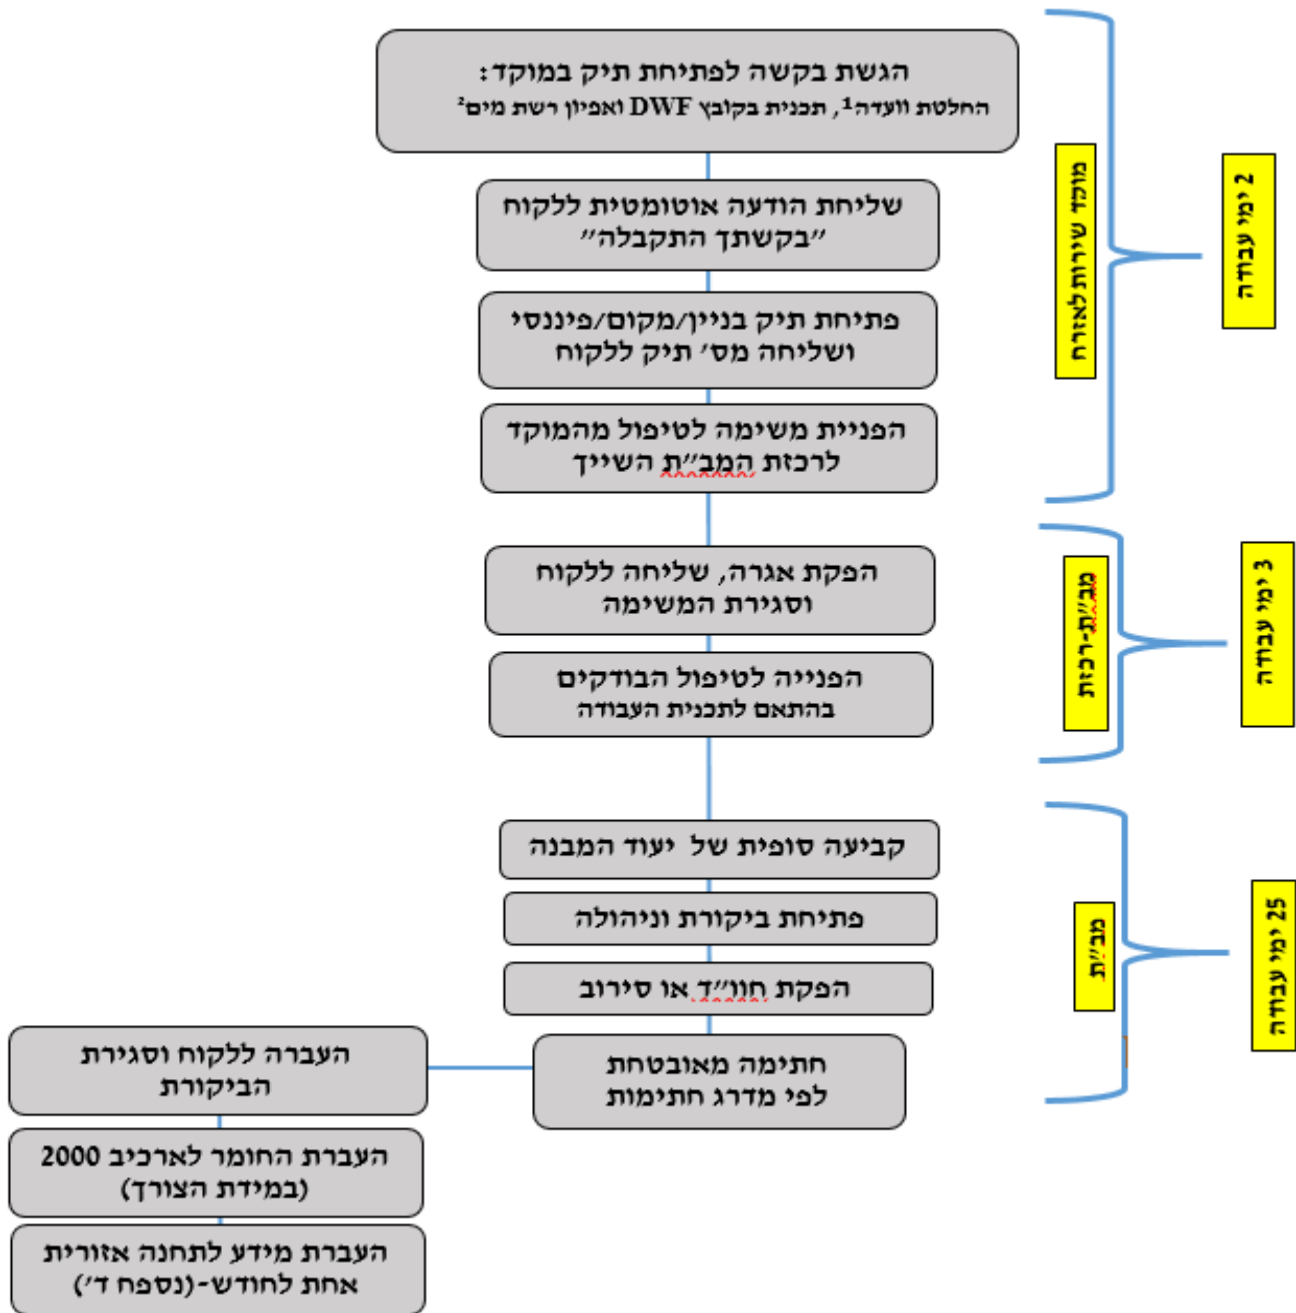 הגשת בקשה לפתיחת תיק במוקד:
החלטת וועדה¹, תכנית בקובץ DWF ואפיון רשת מים²
שליחת הודעה אוטומטית ללקוח
"בקשתך התקבלה"
פתיחת תיק בניין/מקום/פיננסי
ושליחה מס' תיק ללקוח
הפניית משימה לטיפול מהמוקד
לרכזת המב"ת השייך
מוקד שירות לאזרח
2 ימי עבודה
הפקת אגרה, שליחה ללקוח
וסגירת המשימה
הפנייה לטיפול הבודקים
בהתאם לתכנית העבודה
מב"ת-רכזת
3 ימי עבודה
קביעה סופית של יעוד המבנה
פתיחת ביקורת וניהולה
הפקת חוו"ד או סירוב
חתימה מאובטחת
לפי מדרג חתימות
מב"ת
25 ימי עבודה
העברה ללקוח וסגירת
הביקורת
העברת החומר לארכיב 2000
(במידת הצורך)
העברת מידע לתחנה אזורית
אחת לחודש-(נספח ד')